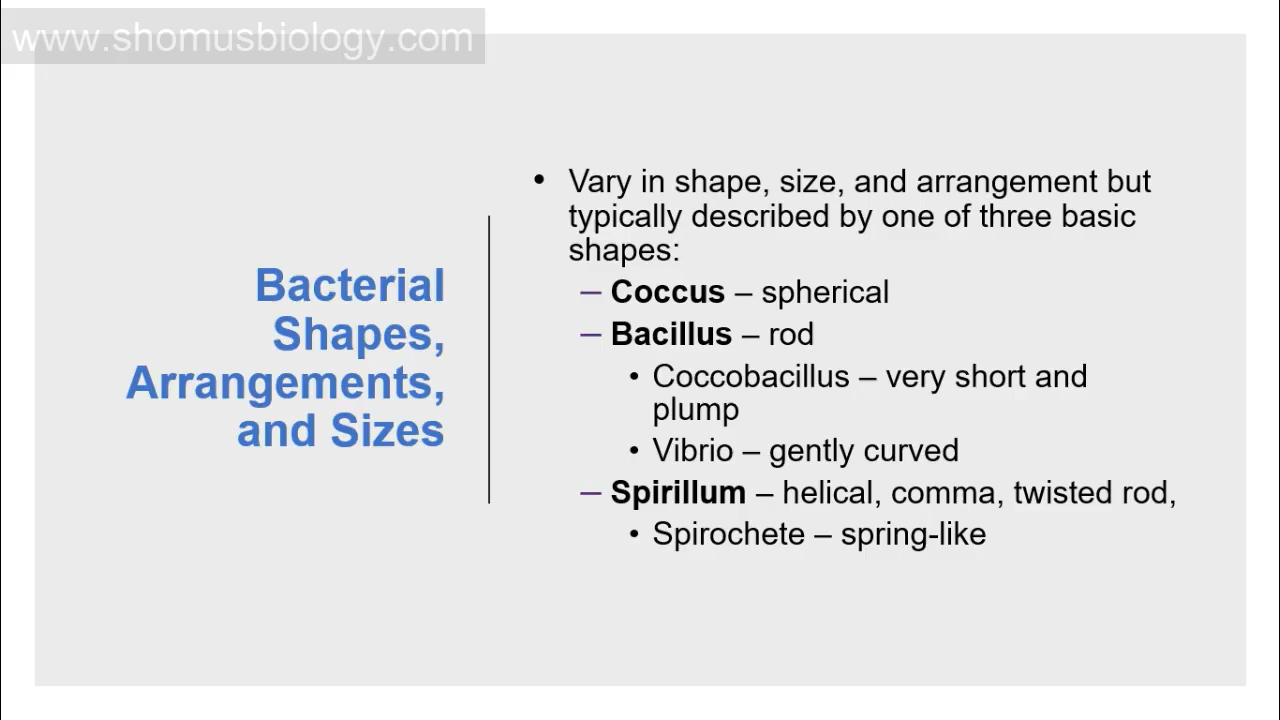 www.shomusbiology.com
Bacterial
Shapes,
Arrangements,
and Sizes
• Vary in shape, size, and arrangement but
typically described by one of three basic
shapes:
– Coccus – spherical
– Bacillus – rod
• Coccobacillus – very short and
plump
• Vibrio – gently curved
– Spirillum – helical, comma, twisted rod,
• Spirochete – spring-like